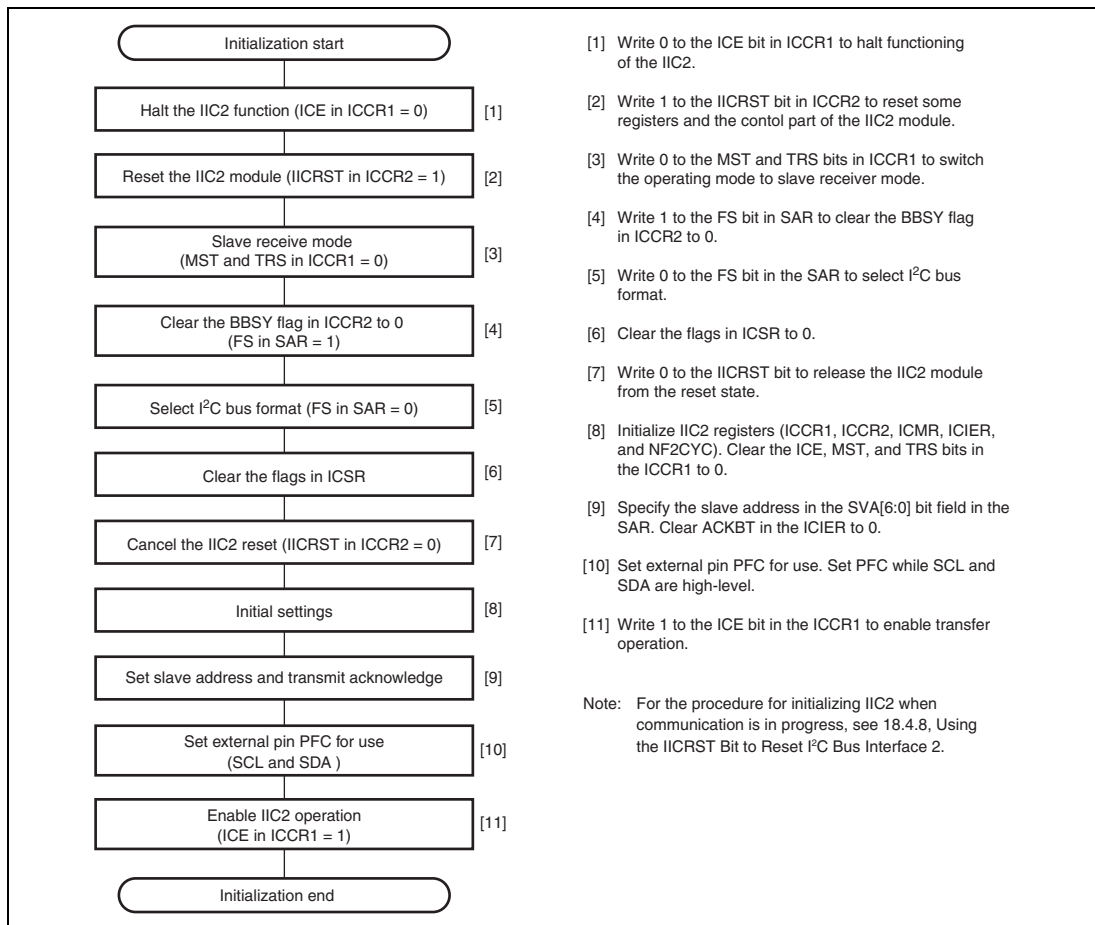 Initialization start
Halt the IIC2 function (ICE in ICCR1 = 0)
[1]
Reset the IIC2 module (IICRST in ICCR2 = 1)
[2]
Slave receive mode
(MST and TRS in ICCR1 = 0)
[3]
Clear the BBSY flag in ICCR2 to 0
(FS in SAR = 1)
[4]
Select I²C bus format (FS in SAR = 0)
[5]
Clear the flags in ICSR
[6]
Cancel the IIC2 reset (IICRST in ICCR2 = 0)
[7]
Initial settings
[8]
Set slave address and transmit acknowledge
[9]
Set external pin PFC for use
(SCL and SDA )
[10]
Enable IIC2 operation
(ICE in ICCR1 = 1)
[11]
Initialization end
[1] Write 0 to the ICE bit in ICCR1 to halt functioning
of the IIC2.
[2] Write 1 to the IICRST bit in ICCR2 to reset some
registers and the contol part of the IIC2 module.
[3] Write 0 to the MST and TRS bits in ICCR1 to switch
the operating mode to slave receiver mode.
[4] Write 1 to the FS bit in SAR to clear the BBSY flag
in ICCR2 to 0.
[5] Write 0 to the FS bit in the SAR to select I²C bus
format.
[6] Clear the flags in ICSR to 0.
[7] Write 0 to the IICRST bit to release the IIC2 module
from the reset state.
[8] Initialize IIC2 registers (ICCR1, ICCR2, ICMR, ICIER,
and NF2CYC). Clear the ICE, MST, and TRS bits in
the ICCR1 to 0.
[9] Specify the slave address in the SVA[6:0] bit field in the
SAR. Clear ACKBT in the ICIER to 0.
[10] Set external pin PFC for use. Set PFC while SCL and
SDA are high-level.
[11] Write 1 to the ICE bit in the ICCR1 to enable transfer
operation.
Note: For the procedure for initializing IIC2 when
communication is in progress, see 18.4.8, Using
the IICRST Bit to Reset I²C Bus Interface 2.